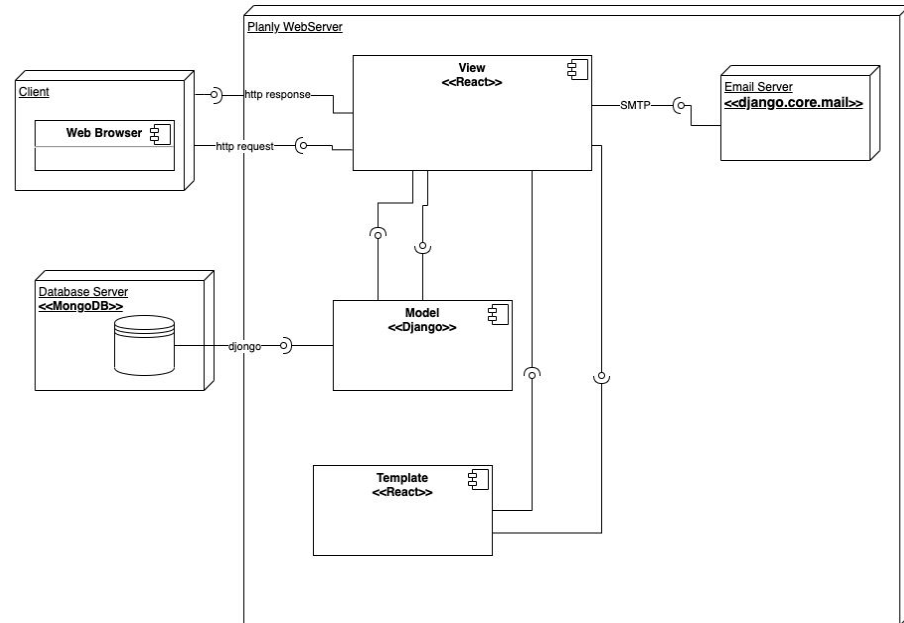 Planly WebServer
View
<<React>>
Client
Web Browser
http response
http request
SMTP
Email Server
<<django.core.mail>>
Database Server
<<MongoDB>>
djongo
Model
<<Django>>
Template
<<React>>